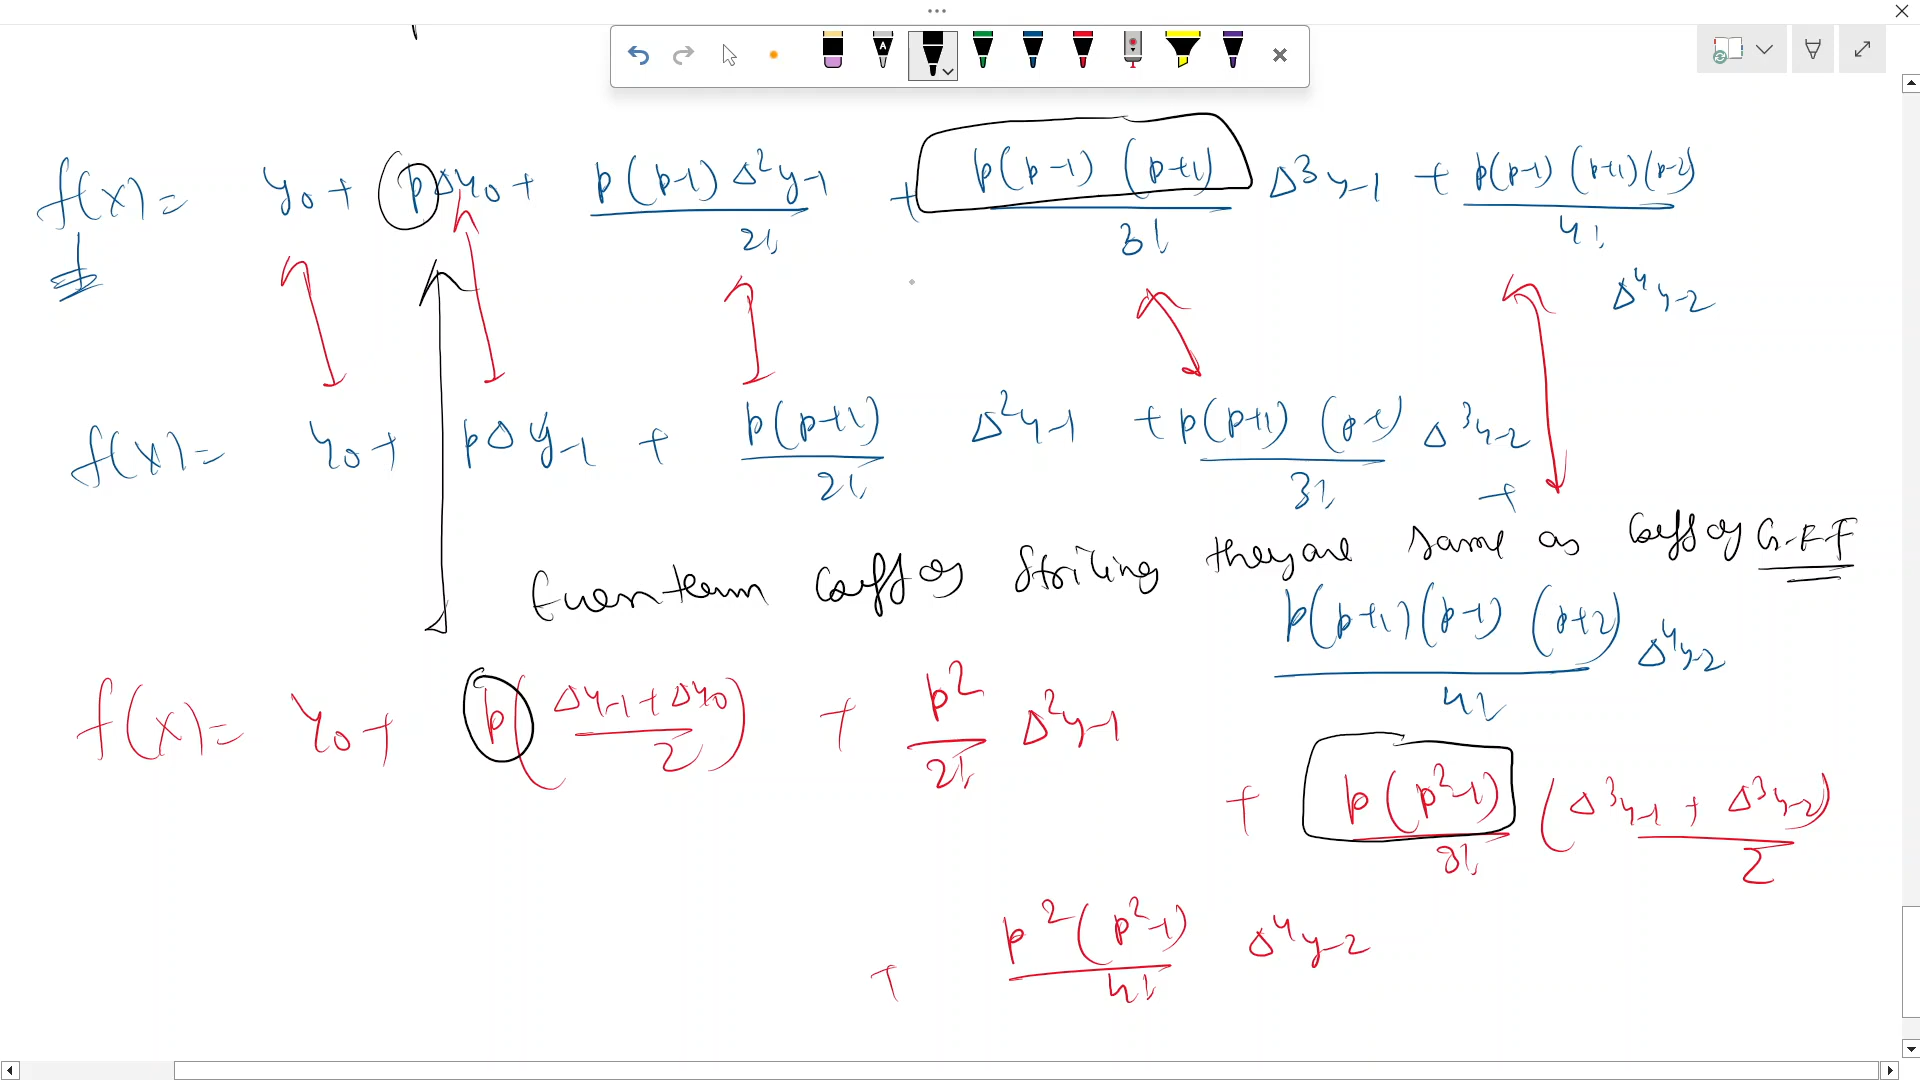 f(x) = y₀ + pΔy₀ + p(p-1)/2! Δ²y-1 + p(p-1)(p+1)/3! Δ³y-1 + p(p-1)(p+1)(p-2)/4!
Δ⁴y-2
f(x) = y₀ + pΔy-1 + p(p+1)/2! Δ²y-1 + p(p+1)(p-1)/3! Δ³y-2
+
Even term coeff of Striling they are same as coeff of G.F.F
p(p+1)(p-1)(p+2)/4! Δ⁴y-2
f(x) = y₀ + p(Δy-1 + Δy₀/2) + p²/2! Δ²y-1
+ p(p²-1)/3! (Δ³y-1 + Δ³y-2/2)
+ p²(p²-1)/4! Δ⁴y-2